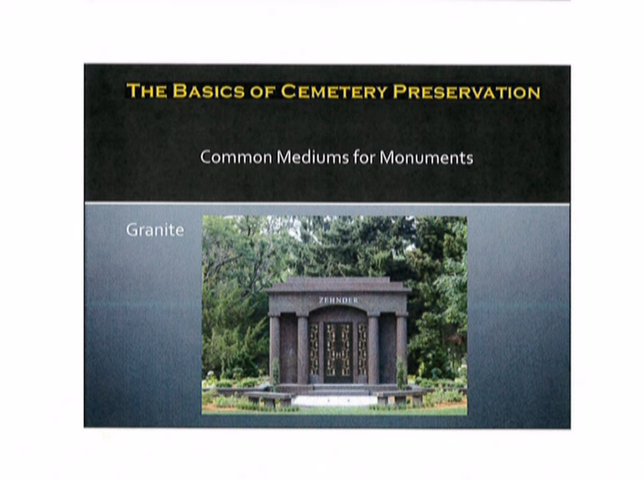 The Basics of Cemetery Preservation
Common Mediums for Monuments
Granite
ZEHNDER